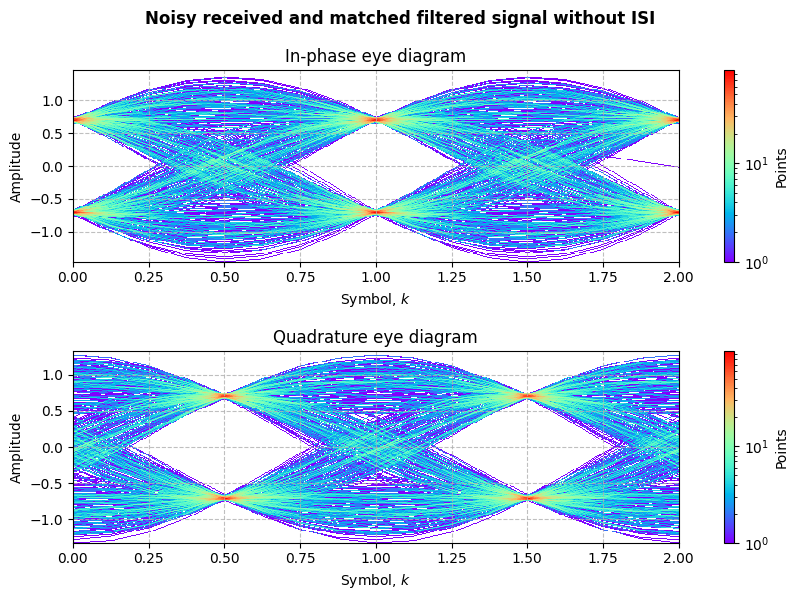 Noisy received and matched filtered signal without ISI
In-phase eye diagram
Amplitude
1.0
0.5
0.0
−0.5
−1.0
0.00 0.25 0.50 0.75 1.00 1.25 1.50 1.75 2.00
Symbol, k
10¹
10⁰
Points
Quadrature eye diagram
Amplitude
1.0
0.5
0.0
−0.5
−1.0
0.00 0.25 0.50 0.75 1.00 1.25 1.50 1.75 2.00
Symbol, k
10¹
10⁰
Points